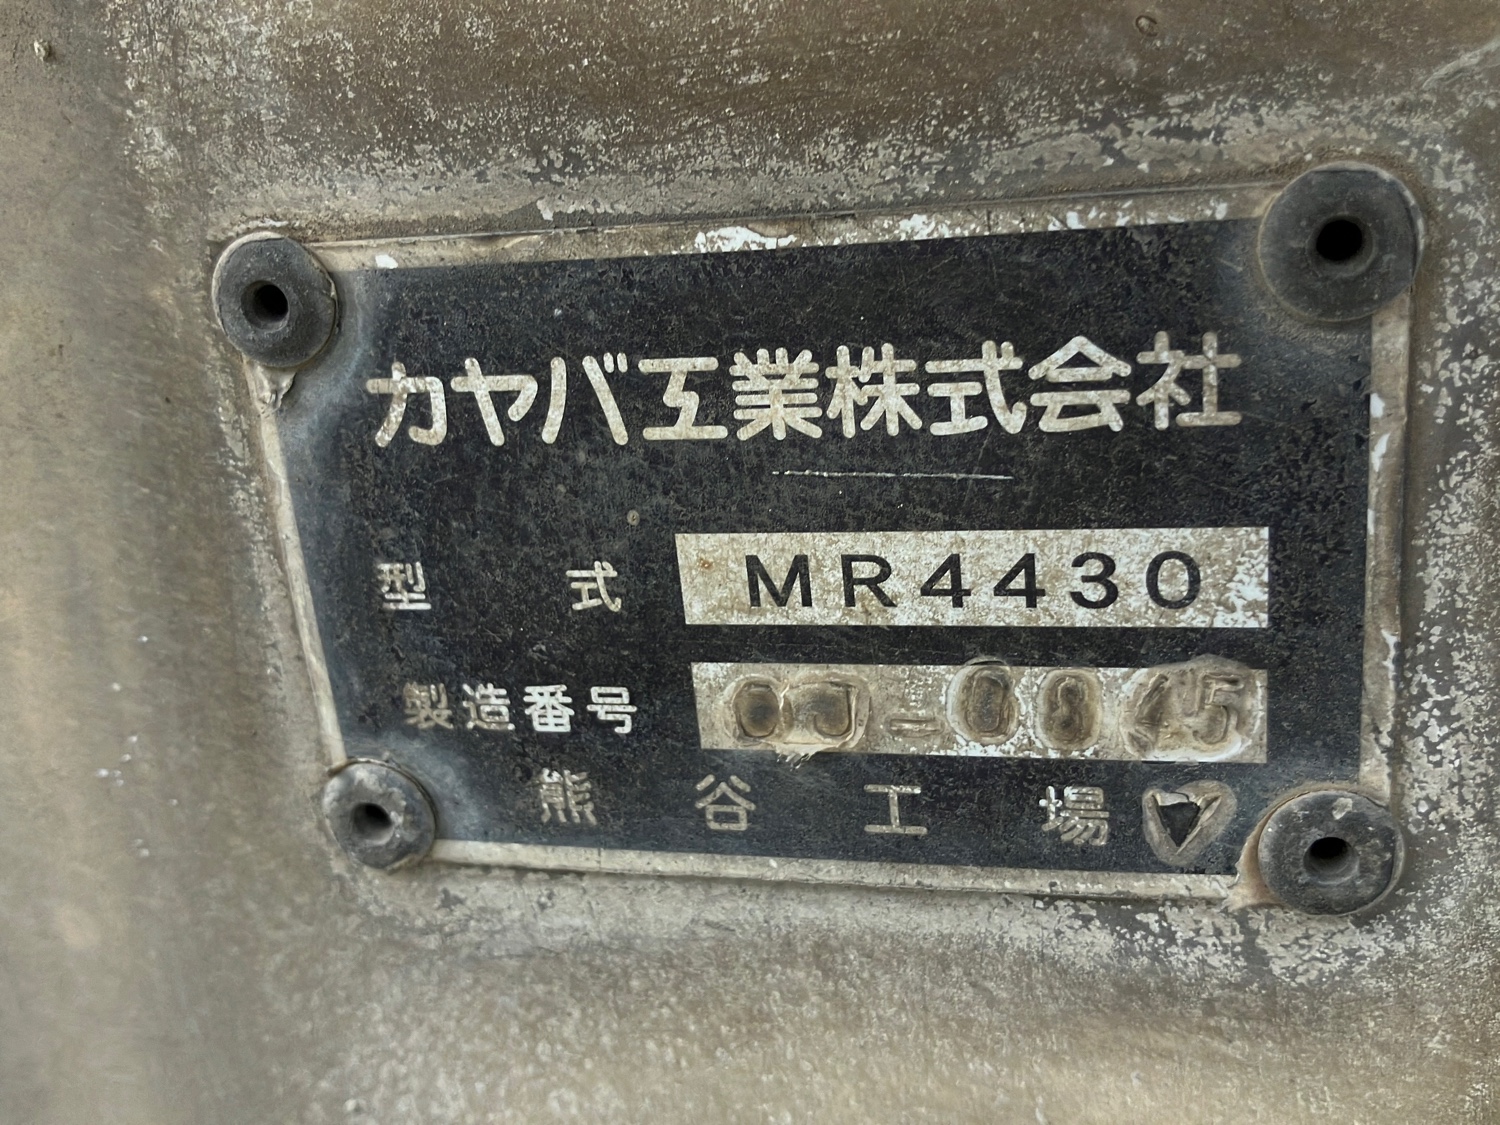 カヤバ工業株式会社
型式 MR4430
製造番号
熊谷工場